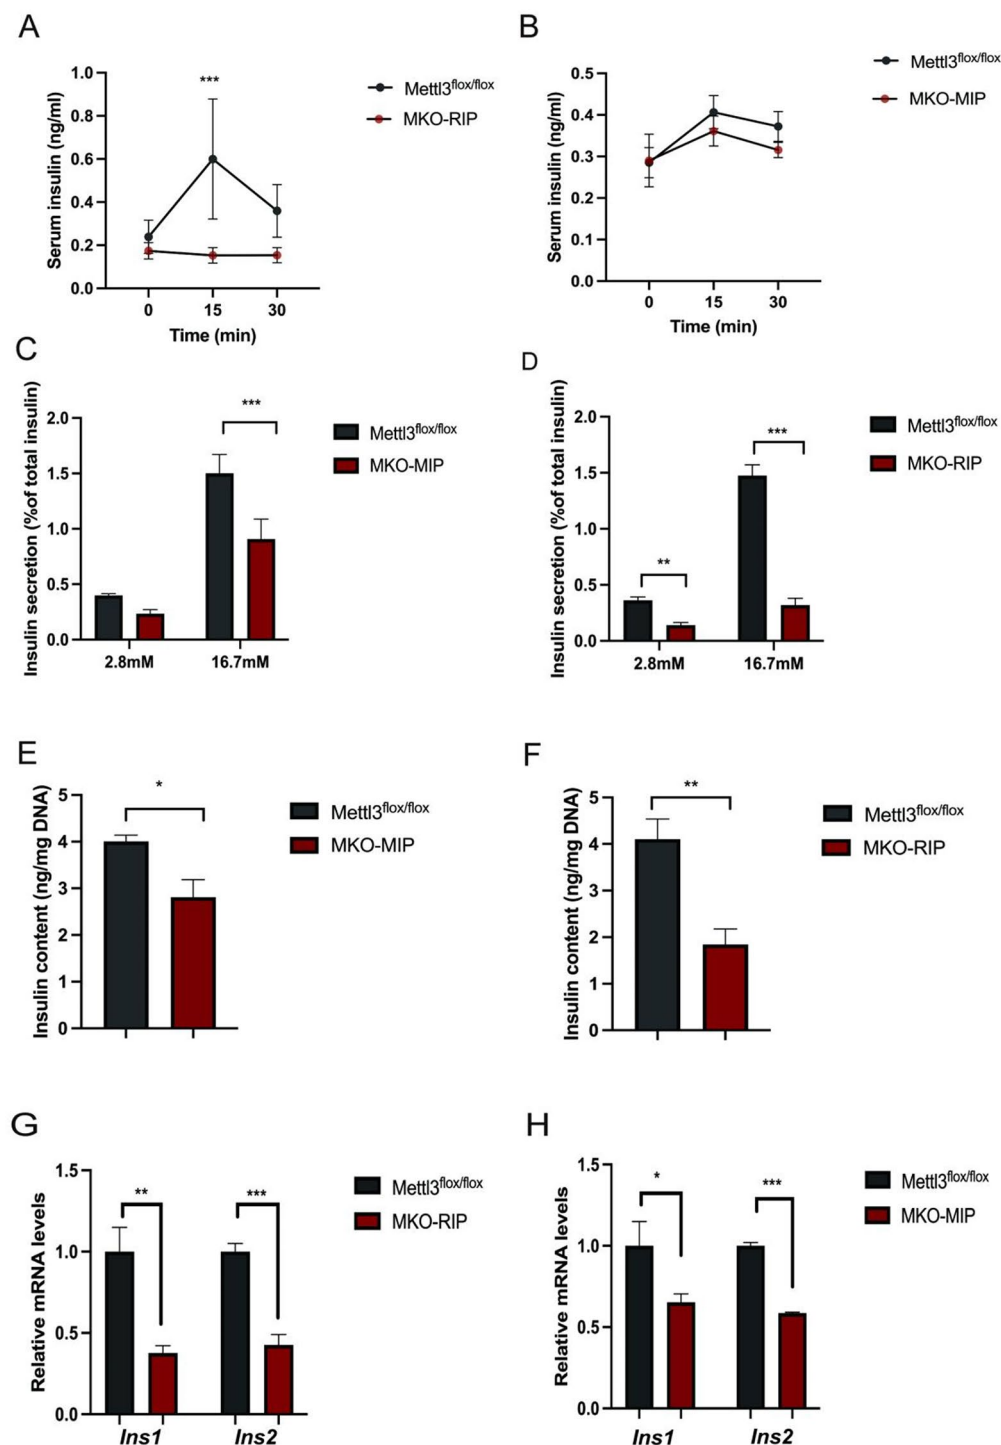 A
Serum insulin (ng/ml)
1.0
0.8
0.6
0.4
0.2
0.0
***
0 15 30
Time (min)
Mettl3flox/flox
MKO-RIP
B
Serum insulin (ng/ml)
0.5
0.4
0.3
0.2
0.1
0.0
0 15 30
Time (min)
Mettl3flox/flox
MKO-MIP
C
Insulin secretion (%of total insulin)
2.0
1.5
1.0
0.5
0.0
***
2.8mM 16.7mM
Mettl3flox/flox
MKO-MIP
D
Insulin secretion (%of total insulin)
2.0
1.5
1.0
0.5
0.0
**
***
2.8mM 16.7mM
Mettl3flox/flox
MKO-RIP
E
Insulin content (ng/mg DNA)
5
4
3
2
1
0
*
Mettl3flox/flox
MKO-MIP
F
Insulin content (ng/mg DNA)
5
4
3
2
1
0
**
Mettl3flox/flox
MKO-RIP
G
Relative mRNA levels
1.5
1.0
0.5
0.0
**
***
Ins1 Ins2
Mettl3flox/flox
MKO-RIP
H
Relative mRNA levels
1.5
1.0
0.5
0.0
*
***
Ins1 Ins2
Mettl3flox/flox
MKO-MIP